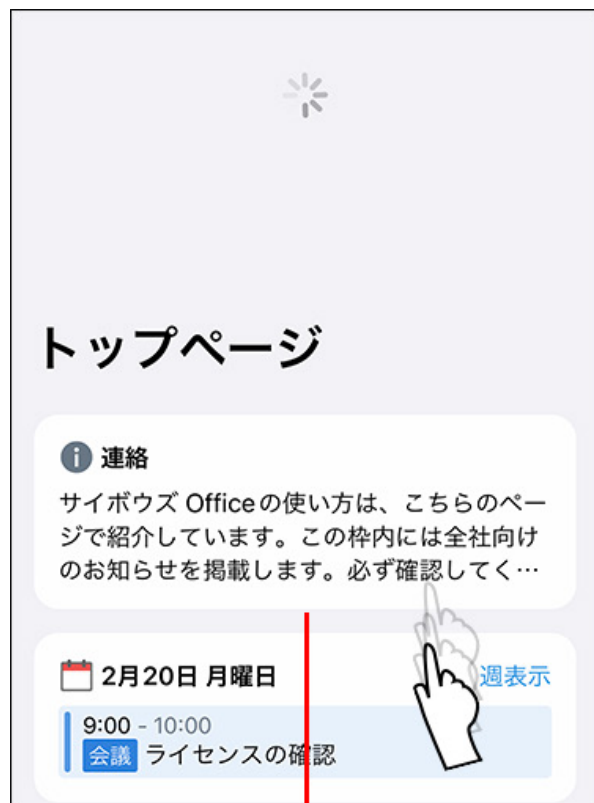 トップページ
連絡
サイボウズ Officeの使い方は、こちらのペー
ジで紹介しています。この枠内には全社向け
のお知らせを掲載します。必ず確認してく…
2月20日 月曜日
週表示
9:00 - 10:00
会議 ライセンスの確認